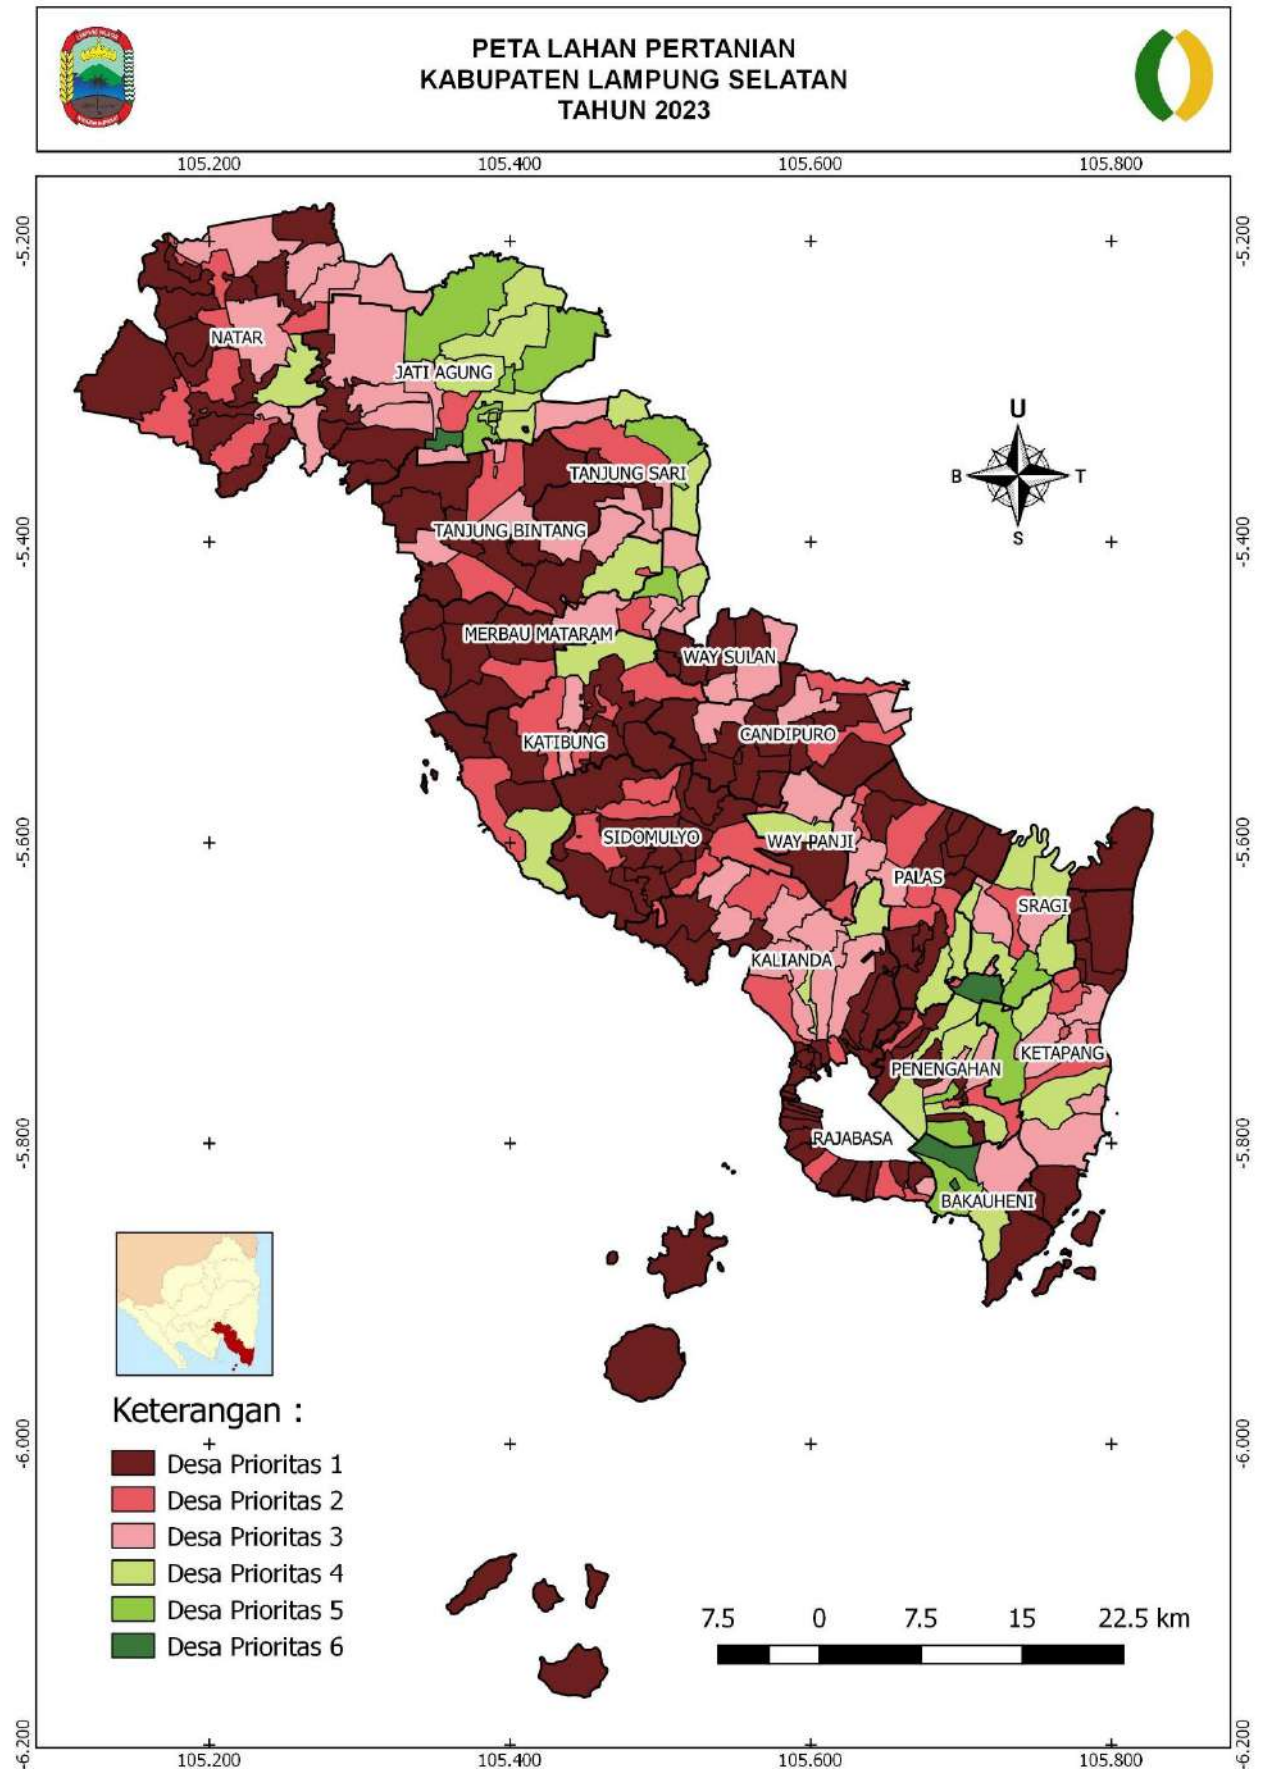 PETA LAHAN PERTANIAN
KABUPATEN LAMPUNG SELATAN
TAHUN 2023
LAMPUNG SELATAN
105.200 105.400 105.600 105.800
-5.200 -5.200
NATAR
JATI AGUNG
U
B T
S
TANJUNG SARI
TANJUNG BINTANG
-5.400 -5.400
MERBAU MATARAM
WAY SULAN
KATIBUNG
CANDIPURO
-5.600 -5.600
SIDOMULYO
WAY PANJI
PALAS
SRAGI
KALIANDA
KETAPANG
PENENGAHAN
RAJABASA
-5.800 -5.800
BAKAUHENI
Keterangan :
-6.000 -6.000
Desa Prioritas 1
Desa Prioritas 2
Desa Prioritas 3
Desa Prioritas 4
Desa Prioritas 5
Desa Prioritas 6
7.5 0 7.5 15 22.5 km
-6.200 -6.200
105.200 105.400 105.600 105.800